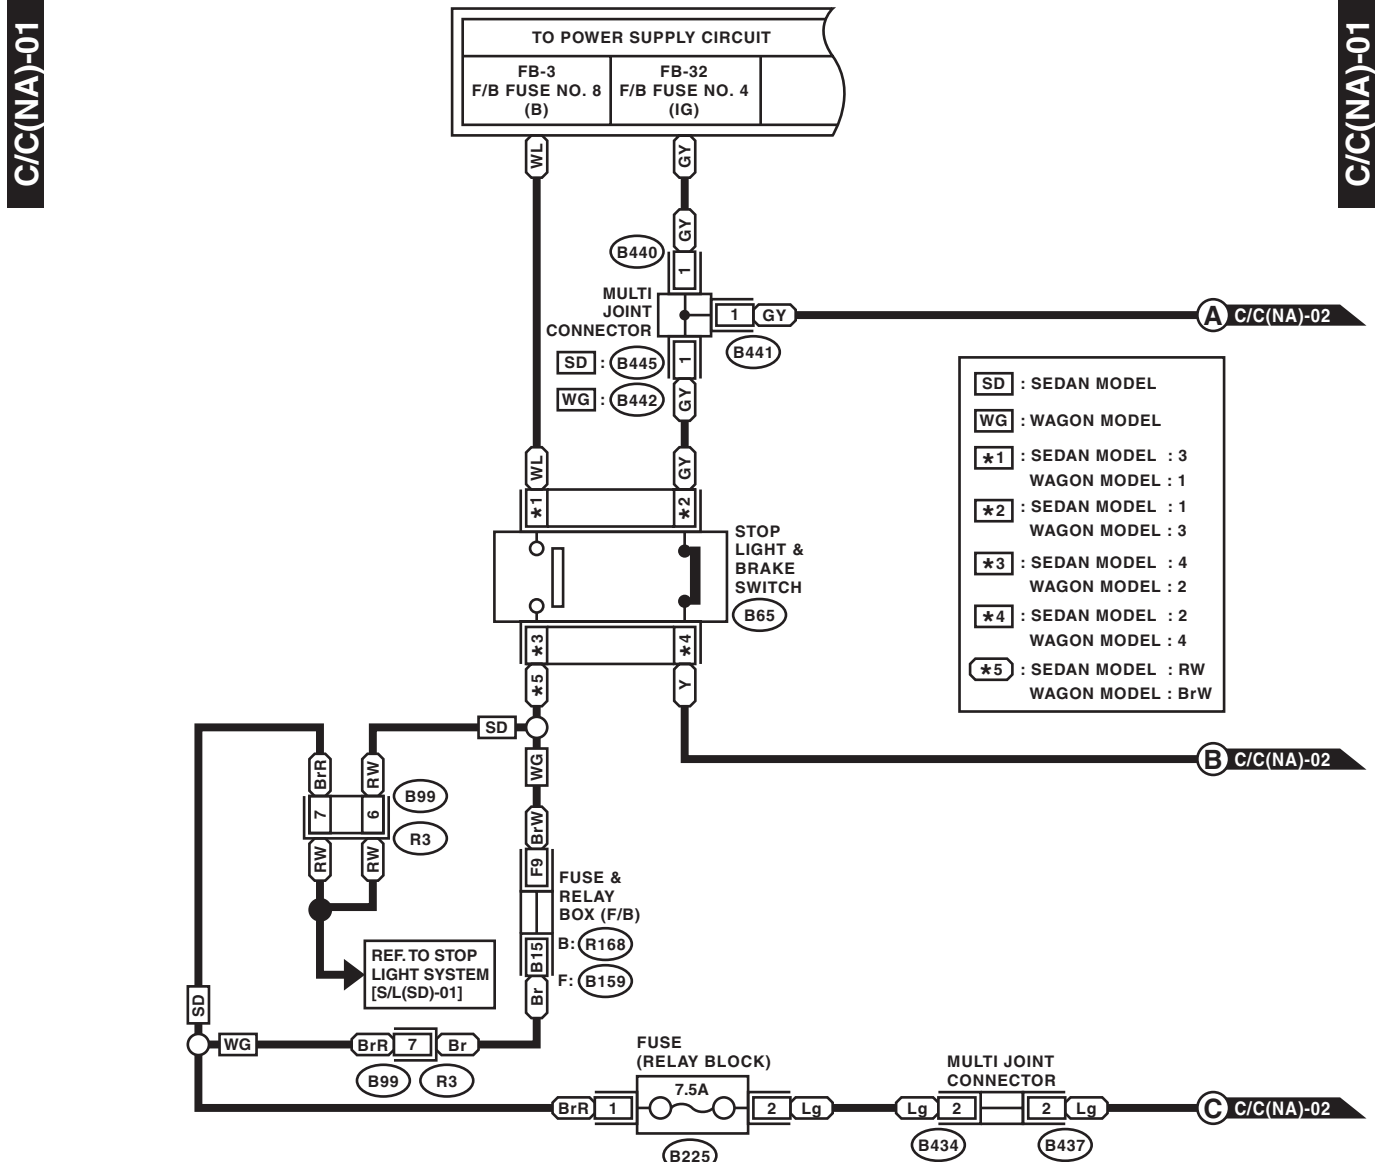 C/C(NA)-01
C/C(NA)-01
TO POWER SUPPLY CIRCUIT
FB-3
F/B FUSE NO. 8
(B)
FB-32
F/B FUSE NO. 4
(IG)
WL
GY
GY
B440
1
MULTI
JOINT
CONNECTOR
1
GY
A
C/C(NA)-02
B441
SD : B445
1
WG : B442
GY
WL
GY
*1
*2
STOP
LIGHT &
BRAKE
SWITCH
B65
*3
*4
*5
Y
SD : SEDAN MODEL
WG : WAGON MODEL
*1 : SEDAN MODEL : 3
WAGON MODEL : 1
*2 : SEDAN MODEL : 1
WAGON MODEL : 3
*3 : SEDAN MODEL : 4
WAGON MODEL : 2
*4 : SEDAN MODEL : 2
WAGON MODEL : 4
*5 : SEDAN MODEL : RW
WAGON MODEL : BrW
SD
WG
B
C/C(NA)-02
BrR
RW
B99
7
6
R3
RW
RW
BrW
F9
FUSE &
RELAY
BOX (F/B)
B15
B: R168
F: B159
Br
REF. TO STOP
LIGHT SYSTEM
[S/L(SD)-01]
SD
WG
BrR
7
Br
B99
R3
FUSE
(RELAY BLOCK)
BrR
1
7.5A
2
Lg
B225
MULTI JOINT
CONNECTOR
Lg
2
2
Lg
B434
B437
C
C/C(NA)-02